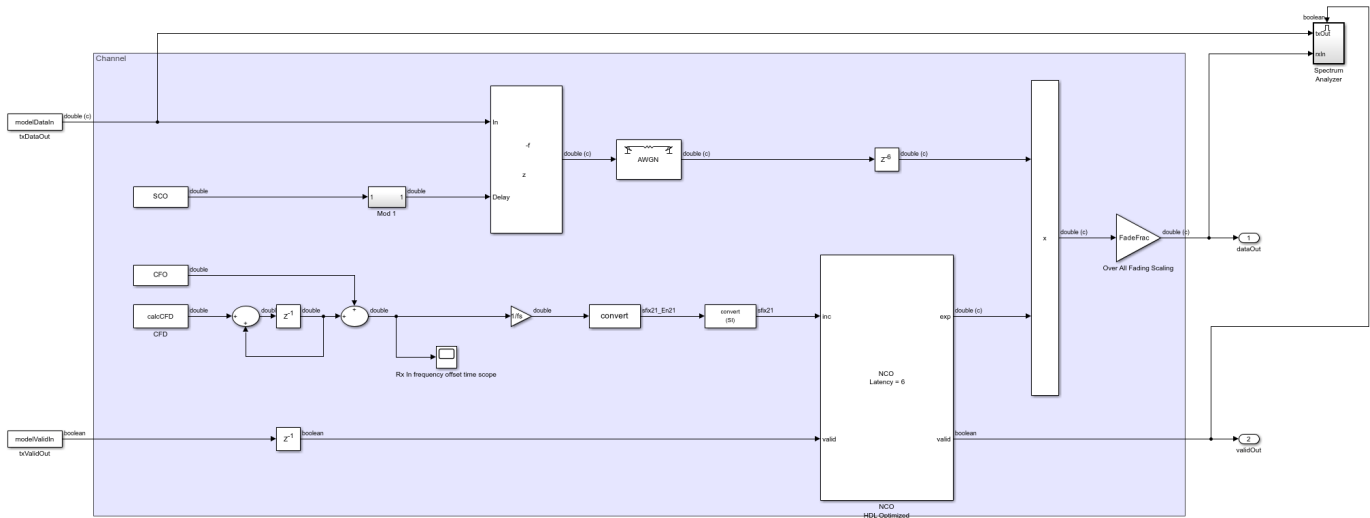 boolean
txOut
rxIn
Spectrum
Analyzer
Channel
modelDataIn
double (c)
txDataOut
In
-f
z
Delay
double (c)
AWGN
double (c)
z-6
double (c)
SCO
double
1 1
double
Mod 1
x
double (c)
FadeFrac
double (c)
Over All Fading Scaling
1
dataOut
CFO
double
calcCFD
double
CFD
+
+
double
z-1
double
+
+
double
1/fs
double
convert
sfix21_En21
convert
(SI)
sfix21
inc
exp
double (c)
NCO
Latency = 6
Rx In frequency offset time scope
modelValidIn
boolean
txValidOut
z-1
boolean
valid
valid
boolean
2
validOut
NCO
HDL Optimized